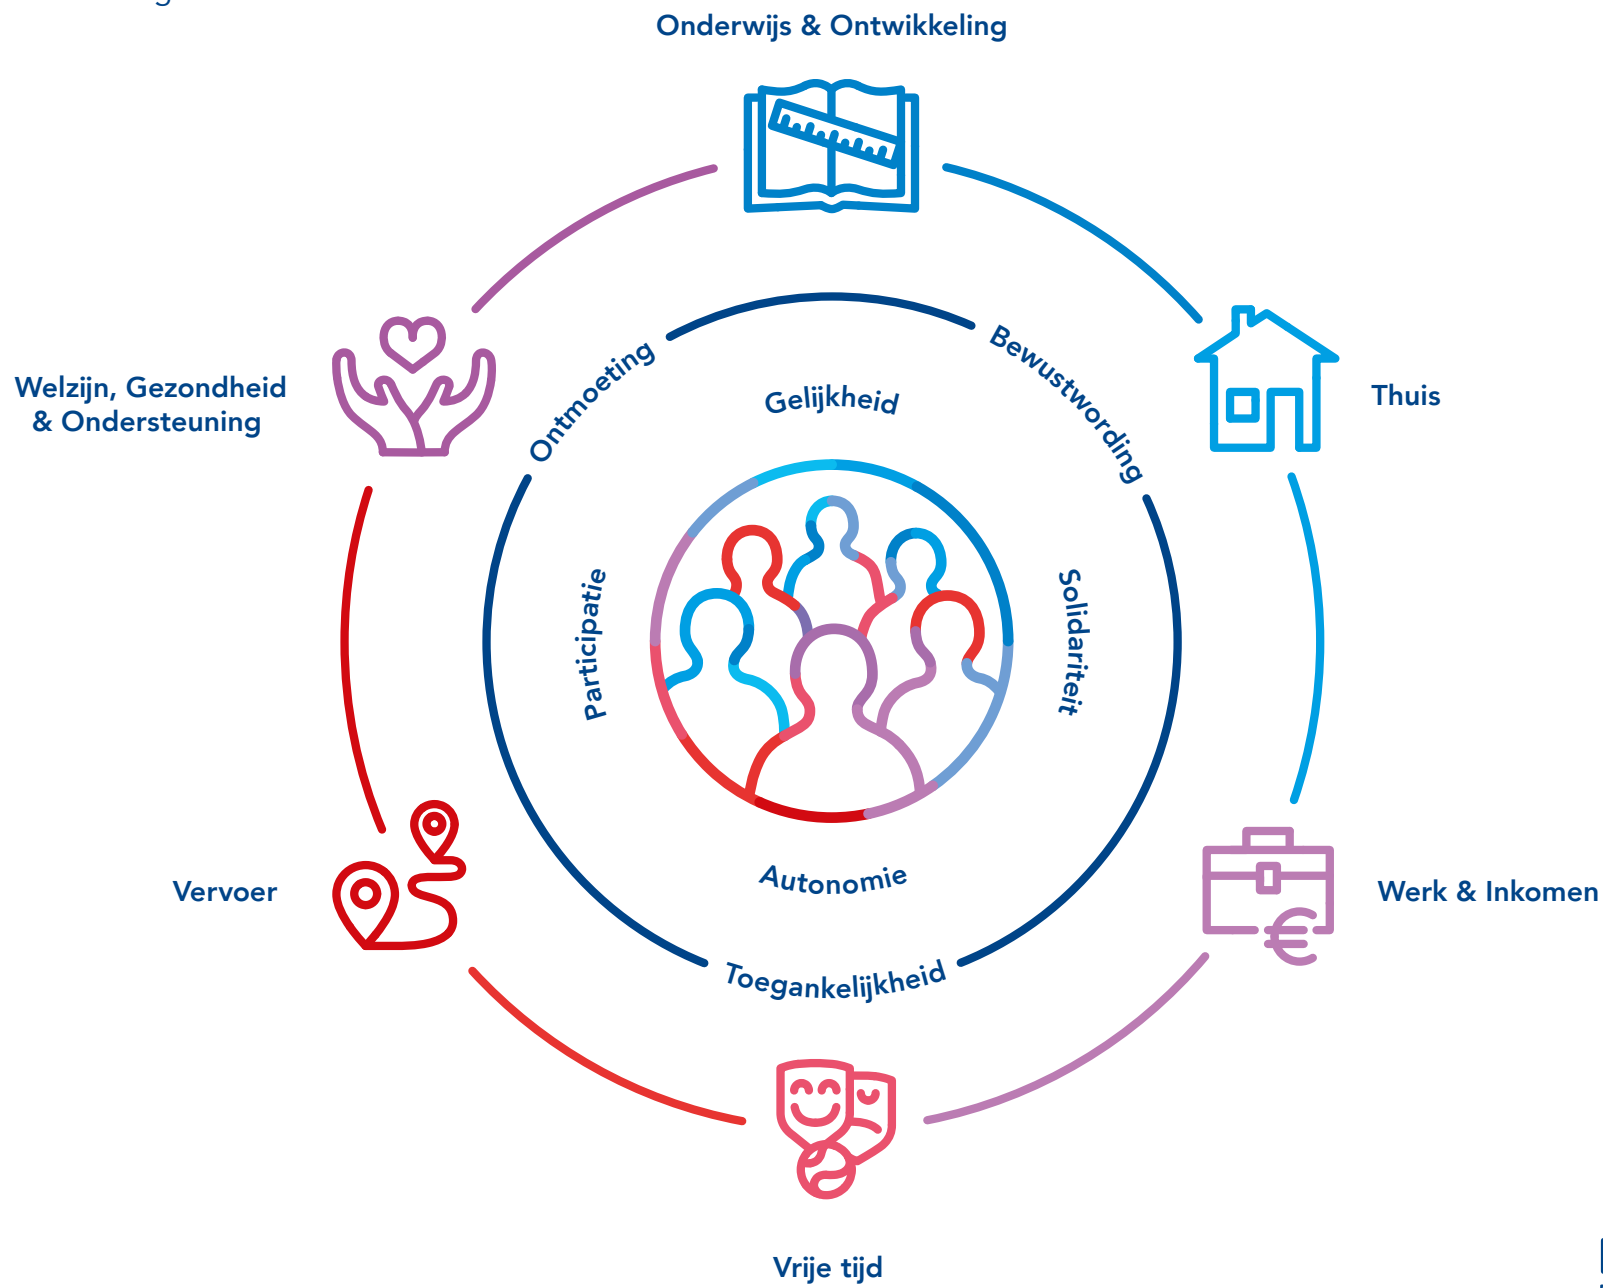 Onderwijs & Ontwikkeling
Bewustwording
Ontmoeting
Gelijkheid
Welzijn, Gezondheid
& Ondersteuning
Thuis
Participatie
Solidariteit
Autonomie
Vervoer
Werk & Inkomen
Toegankelijkheid
Vrije tijd